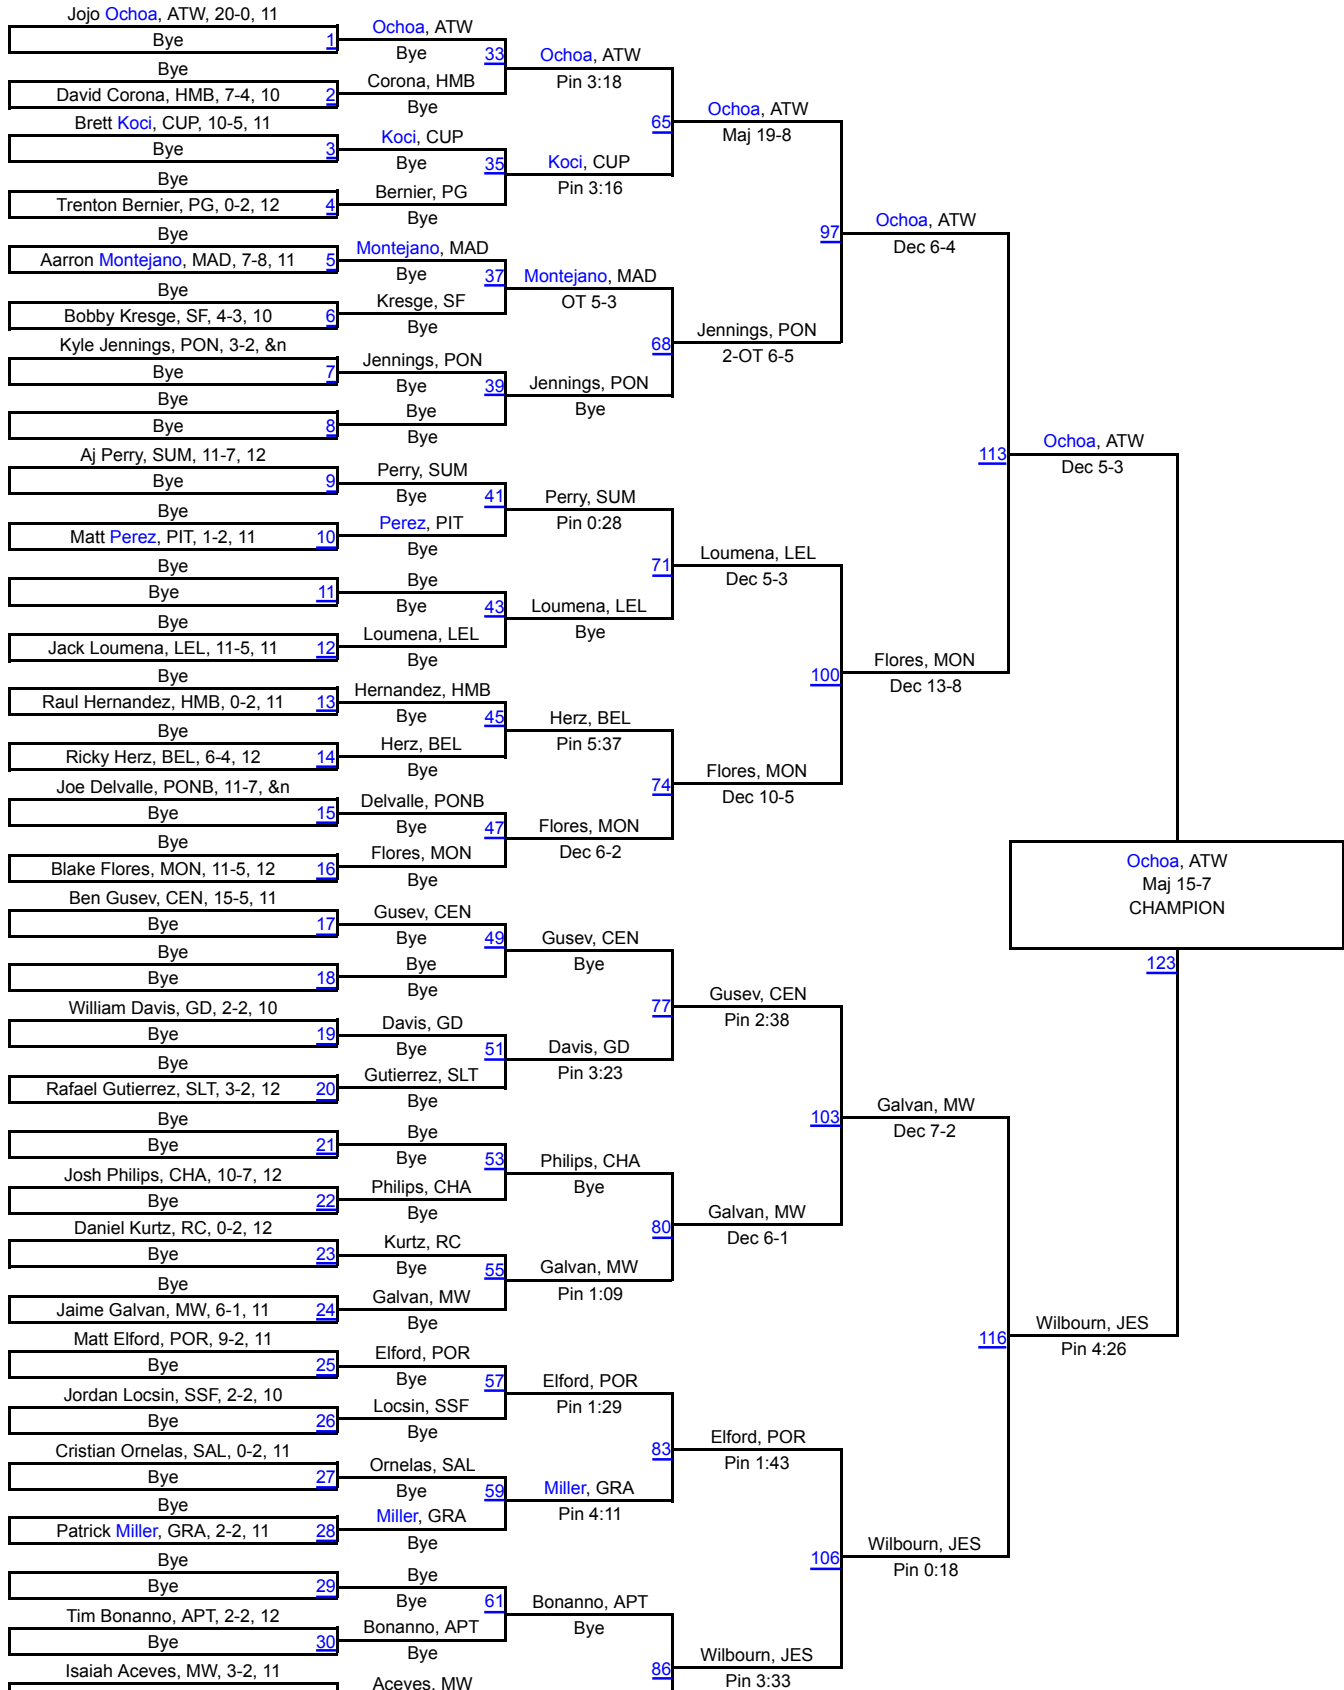 Jojo Ochoa, ATW, 20-0, 11
Bye 1
Bye
David Corona, HMB, 7-4, 10 2
Brett Koci, CUP, 10-5, 11
Bye 3
Bye
Trenton Bernier, PG, 0-2, 12 4
Bye
Aarron Montejano, MAD, 7-8, 11 5
Bye
Bobby Kresge, SF, 4-3, 10 6
Kyle Jennings, PON, 3-2, &n
Bye 7
Bye
Bye 8
Aj Perry, SUM, 11-7, 12
Bye 9
Bye
Matt Perez, PIT, 1-2, 11 10
Bye
Bye 11
Bye
Jack Loumena, LEL, 11-5, 11 12
Bye
Raul Hernandez, HMB, 0-2, 11 13
Bye
Ricky Herz, BEL, 6-4, 12 14
Joe Delvalle, PONB, 11-7, &n
Bye 15
Bye
Blake Flores, MON, 11-5, 12 16
Ben Gusev, CEN, 15-5, 11
Bye 17
Bye
Bye 18
William Davis, GD, 2-2, 10
Bye 19
Bye
Rafael Gutierrez, SLT, 3-2, 12 20
Bye
Bye 21
Josh Philips, CHA, 10-7, 12
Bye 22
Daniel Kurtz, RC, 0-2, 12
Bye 23
Bye
Jaime Galvan, MW, 6-1, 11 24
Matt Elford, POR, 9-2, 11
Bye 25
Jordan Locsin, SSF, 2-2, 10
Bye 26
Cristian Ornelas, SAL, 0-2, 11
Bye 27
Bye
Patrick Miller, GRA, 2-2, 11 28
Bye
Bye 29
Tim Bonanno, APT, 2-2, 12
Bye 30
Isaiah Aceves, MW, 3-2, 11
Ochoa, ATW
Bye 33
Corona, HMB
Bye
Koci, CUP
Bye 35
Bernier, PG
Bye
Montejano, MAD
Bye 37
Kresge, SF
Bye
Jennings, PON
Bye 39
Bye
Bye
Perry, SUM
Bye 41
Perez, PIT
Bye
Bye
Bye 43
Loumena, LEL
Bye
Hernandez, HMB
Bye 45
Herz, BEL
Bye
Delvalle, PONB
Bye 47
Flores, MON
Bye
Gusev, CEN
Bye 49
Bye
Bye
Davis, GD
Bye 51
Gutierrez, SLT
Bye
Bye
Bye 53
Philips, CHA
Bye
Kurtz, RC
Bye 55
Galvan, MW
Bye
Elford, POR
Bye 57
Locsin, SSF
Bye
Ornelas, SAL
Bye 59
Miller, GRA
Bye
Bye
Bye 61
Bonanno, APT
Bye
Aceves, MW
Ochoa, ATW
Pin 3:18
65
Koci, CUP
Pin 3:16
Montejano, MAD
OT 5-3
68
Jennings, PON
Bye
Perry, SUM
Pin 0:28
71
Loumena, LEL
Bye
Herz, BEL
Pin 5:37
74
Flores, MON
Dec 6-2
Gusev, CEN
Bye
77
Davis, GD
Pin 3:23
Philips, CHA
Bye
80
Galvan, MW
Pin 1:09
Elford, POR
Pin 1:29
83
Miller, GRA
Pin 4:11
Bonanno, APT
Bye
86
Ochoa, ATW
Maj 19-8
97
Jennings, PON
2-OT 6-5
Loumena, LEL
Dec 5-3
100
Flores, MON
Dec 10-5
Gusev, CEN
Pin 2:38
103
Galvan, MW
Dec 6-1
Elford, POR
Pin 1:43
106
Wilbourn, JES
Pin 3:33
Ochoa, ATW
Dec 6-4
113
Flores, MON
Dec 13-8
Galvan, MW
Dec 7-2
116
Wilbourn, JES
Pin 0:18
Ochoa, ATW
Dec 5-3
Ochoa, ATW
Maj 15-7
CHAMPION
123
Wilbourn, JES
Pin 4:26